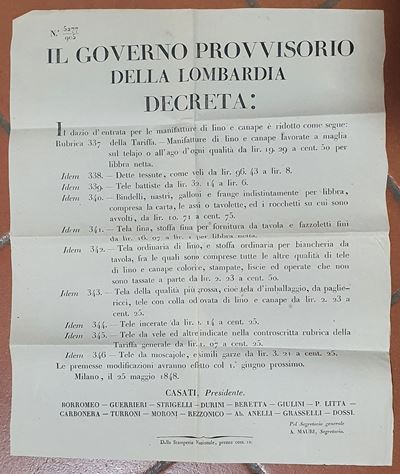 N.° 5277/905
IL GOVERNO PROVVISORIO
DELLA LOMBARDIA
DECRETA:
Il dazio d'entrata per le manifatture di lino e canape è ridotto come segue:
Rubrica 337 della Tariffa. — Manifatture di lino e canape lavorate a maglia
sul telajo o all'ago d'ogni qualità da lir. 19. 29 a cent. 50 per
libbra netta.
Idem 338. — Dette tessute, come veli da lir. 96. 43 a lir. 8.
Idem 339. — Tele battiste da lir. 32. 14 a lir. 6.
Idem 340. — Bindelli, nastri, galloni e frange indistintamente per libbra,
compresa la carta, le assi o tavolette, ed i rocchetti su cui sono
avvolti, da lir. 10. 71 a cent. 75.
Idem 341. — Tela fina, stoffa fina per fornitura da tavola e fazzoletti fini
da lir. 16. 07 a lir. 1 per libbra netta.
Idem 342. — Tela ordinaria di lino, e stoffa ordinaria per biancheria da
tavola, fra le quali sono comprese tutte le altre qualità di tele
di lino e canape colorite, stampate, liscie ed operate che non
sono tassate a parte da lir. 2. 23 a cent. 50.
Idem 343. — Tela della qualità più grossa, cioè tela d'imballaggio, da pagliericci,
tele con colla od ovata di lino e canape da lir. 2. 23 a
cent. 25.
Idem 344. — Tele incerate da lir. 1. 14 a cent. 25.
Idem 345. — Tele da vele ed altre indicate nella controscritta rubrica della
Tariffa generale da lir. 1. 07 a cent. 25.
Idem 346 — Tele da moscajole, e simili garze da lir. 3. 21 a cent. 25.
Le premesse modificazioni avranno effetto col 1.° giugno prossimo.
Milano, il 25 maggio 1848.
CASATI, Presidente.
BORROMEO — GUERRIERI — STRIGELLI — DURINI — BERETTA — GIULINI — P. LITTA —
CARBONERA — TURRONI — MORONI — REZZONICO — Ab. ANELLI — GRASSELLI — DOSSI.
Pel Segretario generale
A. MAURI, Segretario.
Dalla Stamperia Nazionale, prezzo cent. 10.